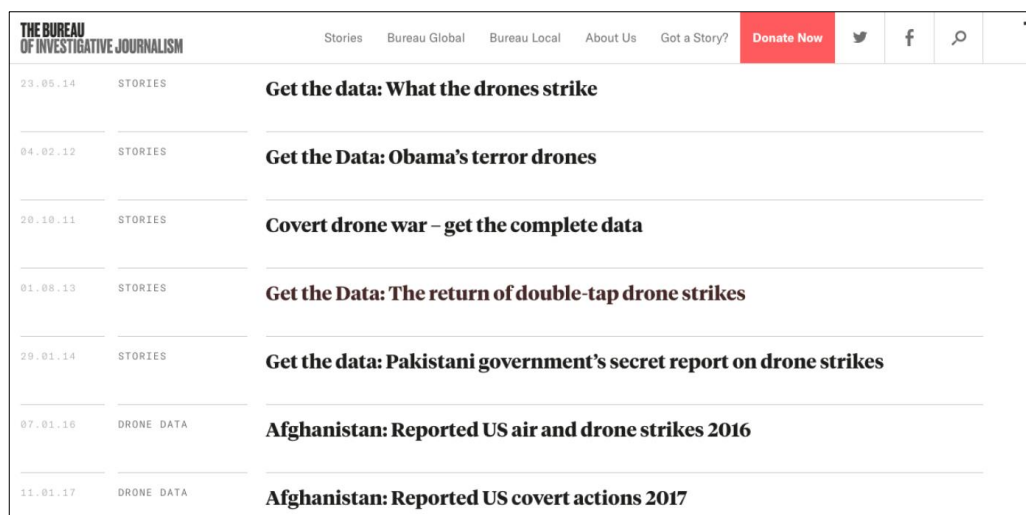 THE BUREAU
OF INVESTIGATIVE JOURNALISM
Stories Bureau Global Bureau Local About Us Got a Story? Donate Now
23.05.14 STORIES Get the data: What the drones strike
04.02.12 STORIES Get the Data: Obama’s terror drones
20.10.11 STORIES Covert drone war – get the complete data
01.08.13 STORIES Get the Data: The return of double-tap drone strikes
29.01.14 STORIES Get the data: Pakistani government’s secret report on drone strikes
07.01.16 DRONE DATA Afghanistan: Reported US air and drone strikes 2016
11.01.17 DRONE DATA Afghanistan: Reported US covert actions 2017